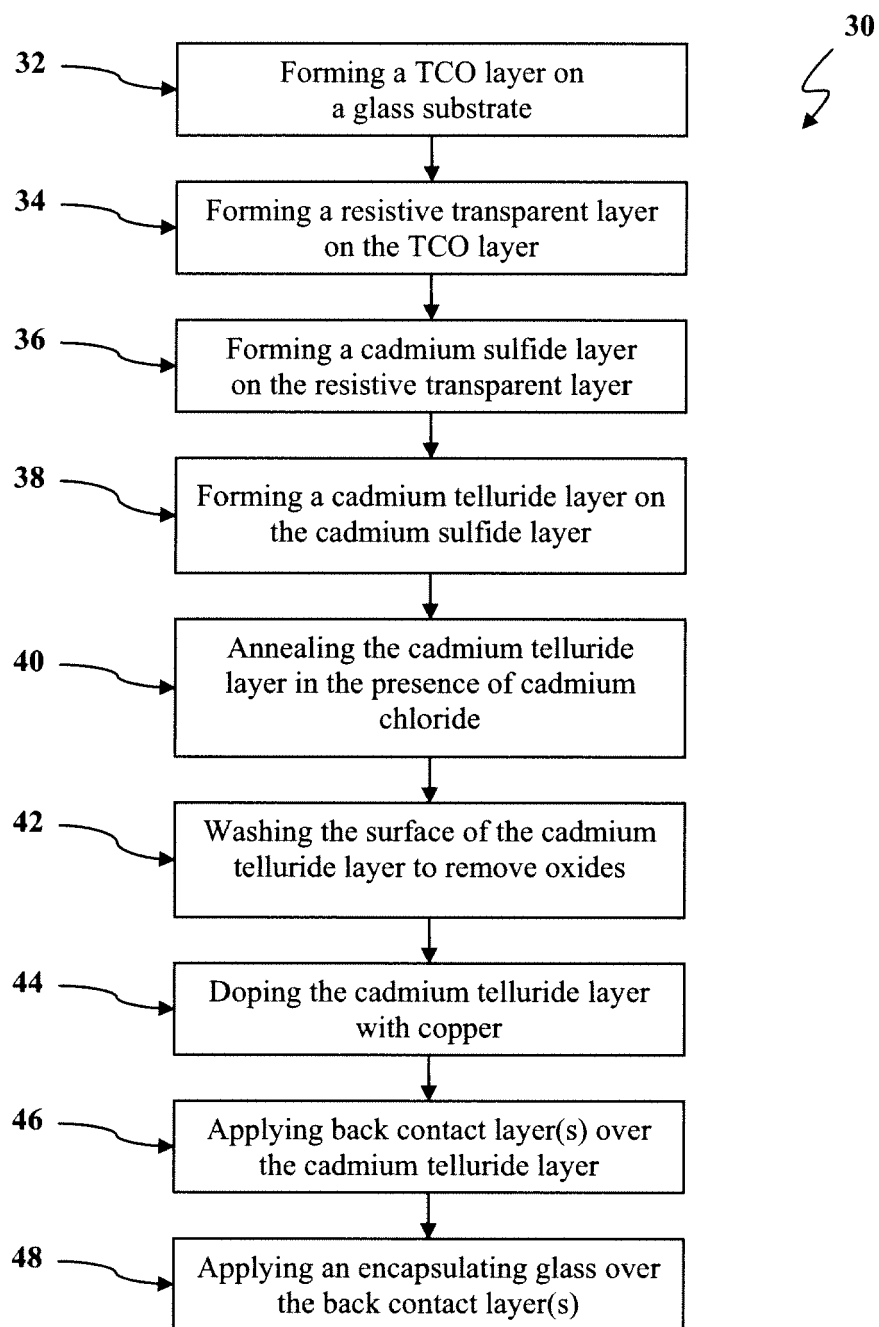 30
32
Forming a TCO layer on
a glass substrate
34
Forming a resistive transparent layer
on the TCO layer
36
Forming a cadmium sulfide layer
on the resistive transparent layer
38
Forming a cadmium telluride layer on
the cadmium sulfide layer
40
Annealing the cadmium telluride
layer in the presence of cadmium
chloride
42
Washing the surface of the cadmium
telluride layer to remove oxides
44
Doping the cadmium telluride layer
with copper
46
Applying back contact layer(s) over
the cadmium telluride layer
48
Applying an encapsulating glass over
the back contact layer(s)